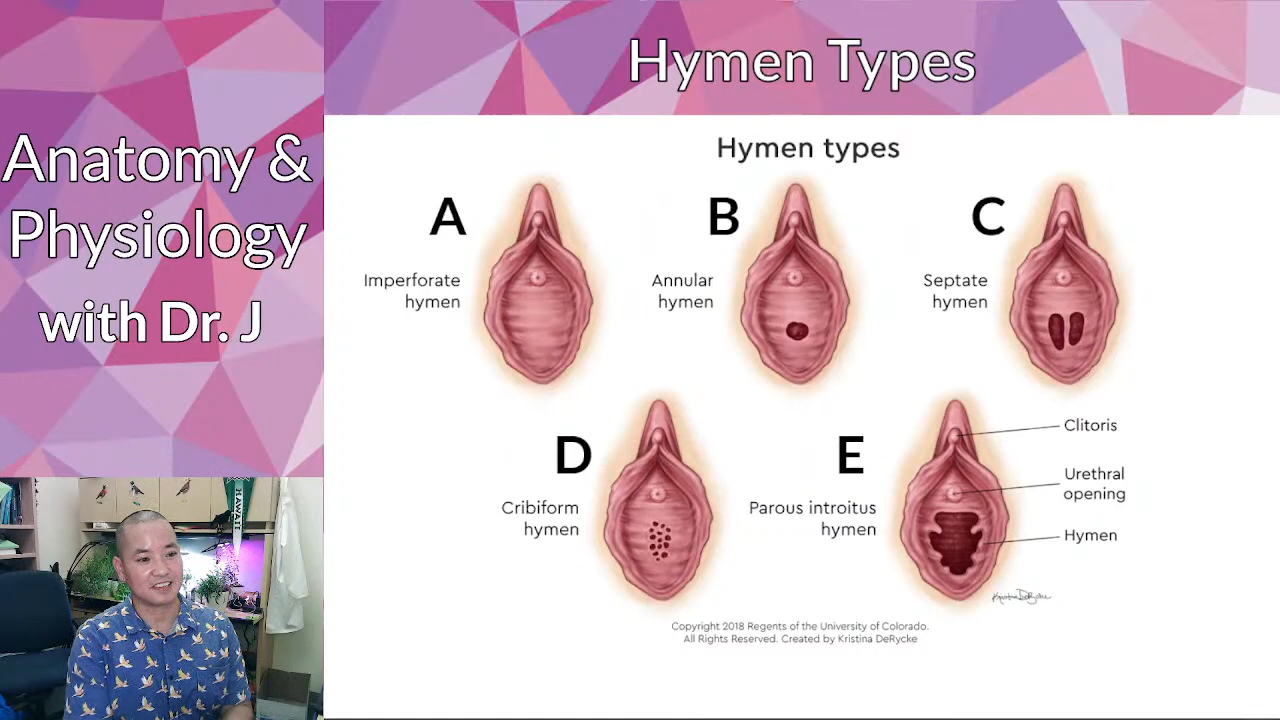 Anatomy &
Physiology
with Dr. J
Hymen Types
Hymen types
A
Imperforate
hymen
B
Annular
hymen
C
Septate
hymen
D
Cribiform
hymen
E
Parous introitus
hymen
Clitoris
Urethral
opening
Hymen
Copyright 2018 Regents of the University of Colorado.
All Rights Reserved. Created by Kristina DeRycke
HAWAII